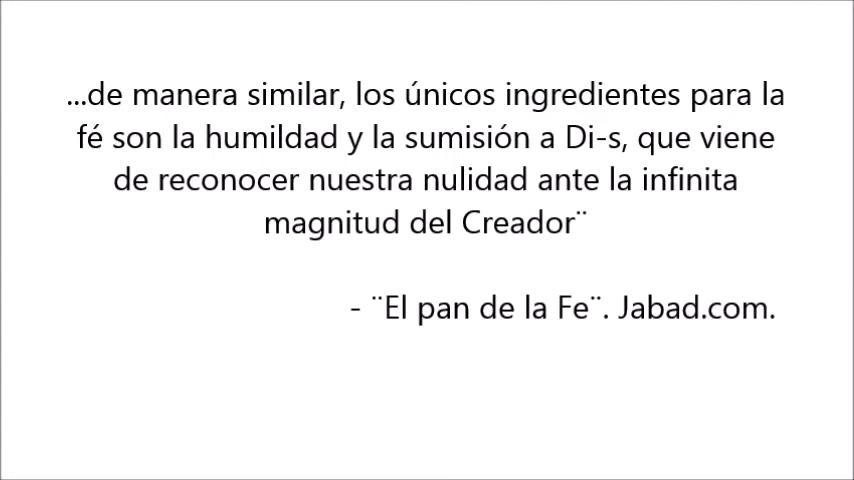 ...de manera similar, los únicos ingredientes para la
fé son la humildad y la sumisión a Di-s, que viene
de reconocer nuestra nulidad ante la infinita
magnitud del Creador¨
- ¨El pan de la Fe¨. Jabad.com.